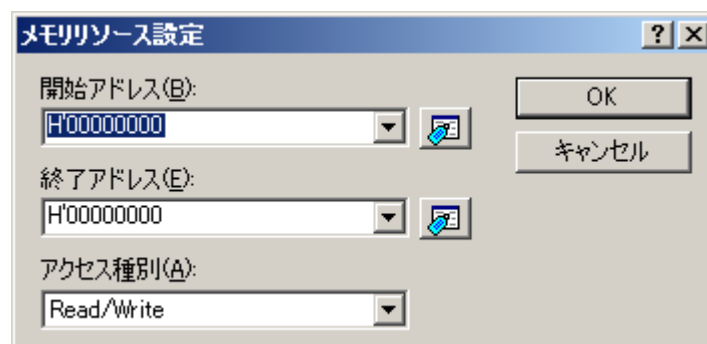 メモリリソース設定
開始アドレス(B):
H'00000000
OK
キャンセル
終了アドレス(E):
H'00000000
アクセス種別(A):
Read/Write